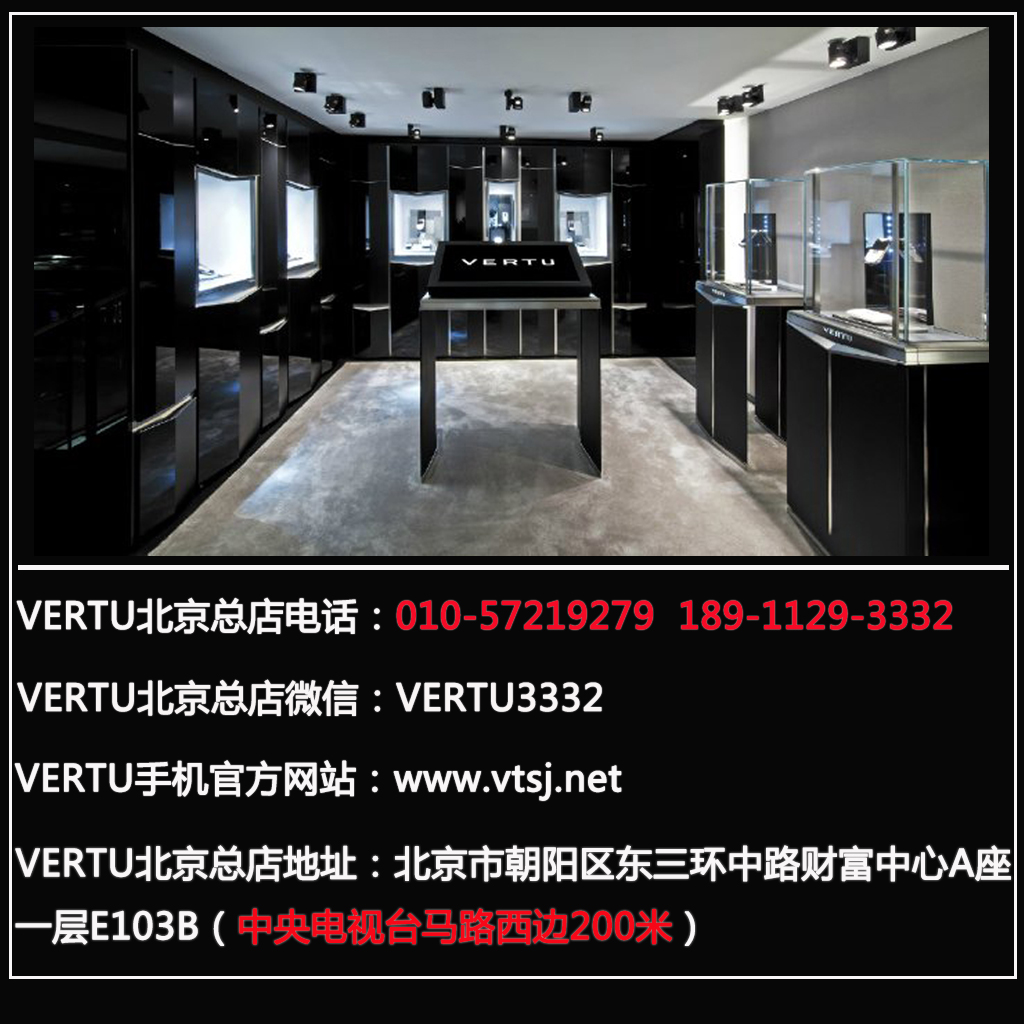 VERTU
VERTU
VERTU北京总店电话：010-57219279 189-1129-3332
VERTU北京总店微信：VERTU3332
VERTU手机官方网站：www.vtsj.net
VERTU北京总店地址：北京市朝阳区东三环中路财富中心A座
一层E103B（中央电视台马路西边200米）